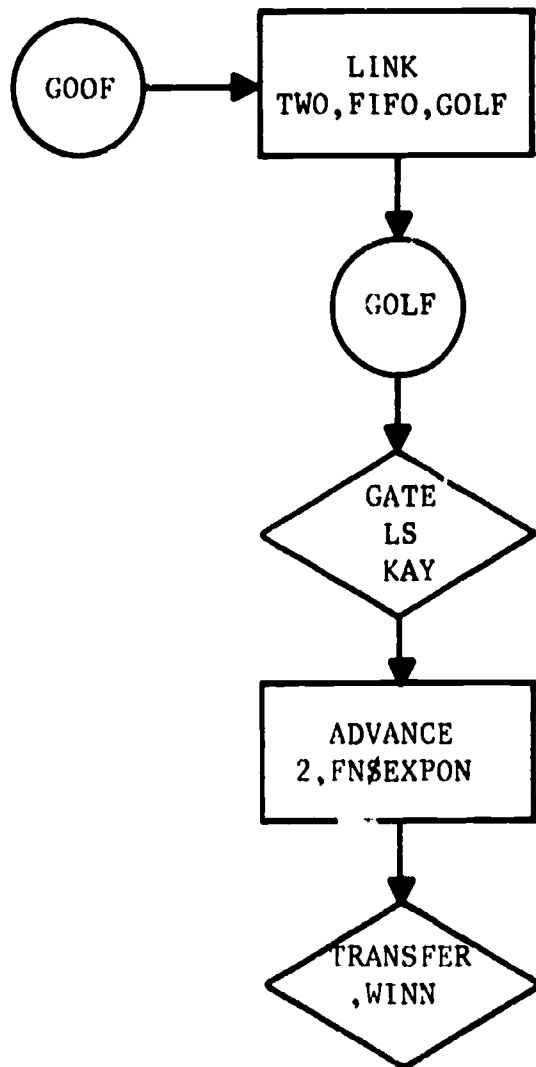 GOOF
LINK
TWO,FIFO,GOLF
GOLF
GATE
LS
KAY
ADVANCE
2,FN$EXPON
TRANSFER
,WINN